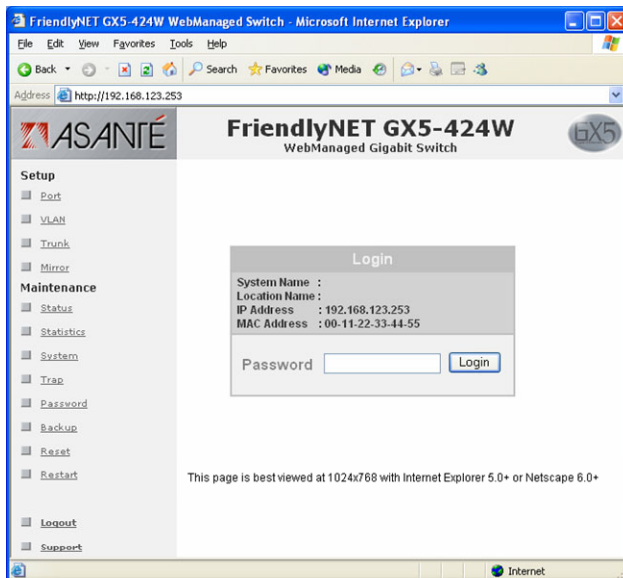 FriendlyNET GX5-424W WebManaged Switch - Microsoft Internet Explorer
File Edit View Favorites Tools Help
Back Search Favorites Media
Address http://192.168.123.253
ASANTÉ
FriendlyNET GX5-424W
WebManaged Gigabit Switch
GX5
Setup
Port
VLAN
Trunk
Mirror
Maintenance
Status
Statistics
System
Trap
Password
Backup
Reset
Restart
Logout
Support
Login
System Name :
Location Name :
IP Address : 192.168.123.253
MAC Address : 00-11-22-33-44-55
Password Login
This page is best viewed at 1024x768 with Internet Explorer 5.0+ or Netscape 6.0+
Internet